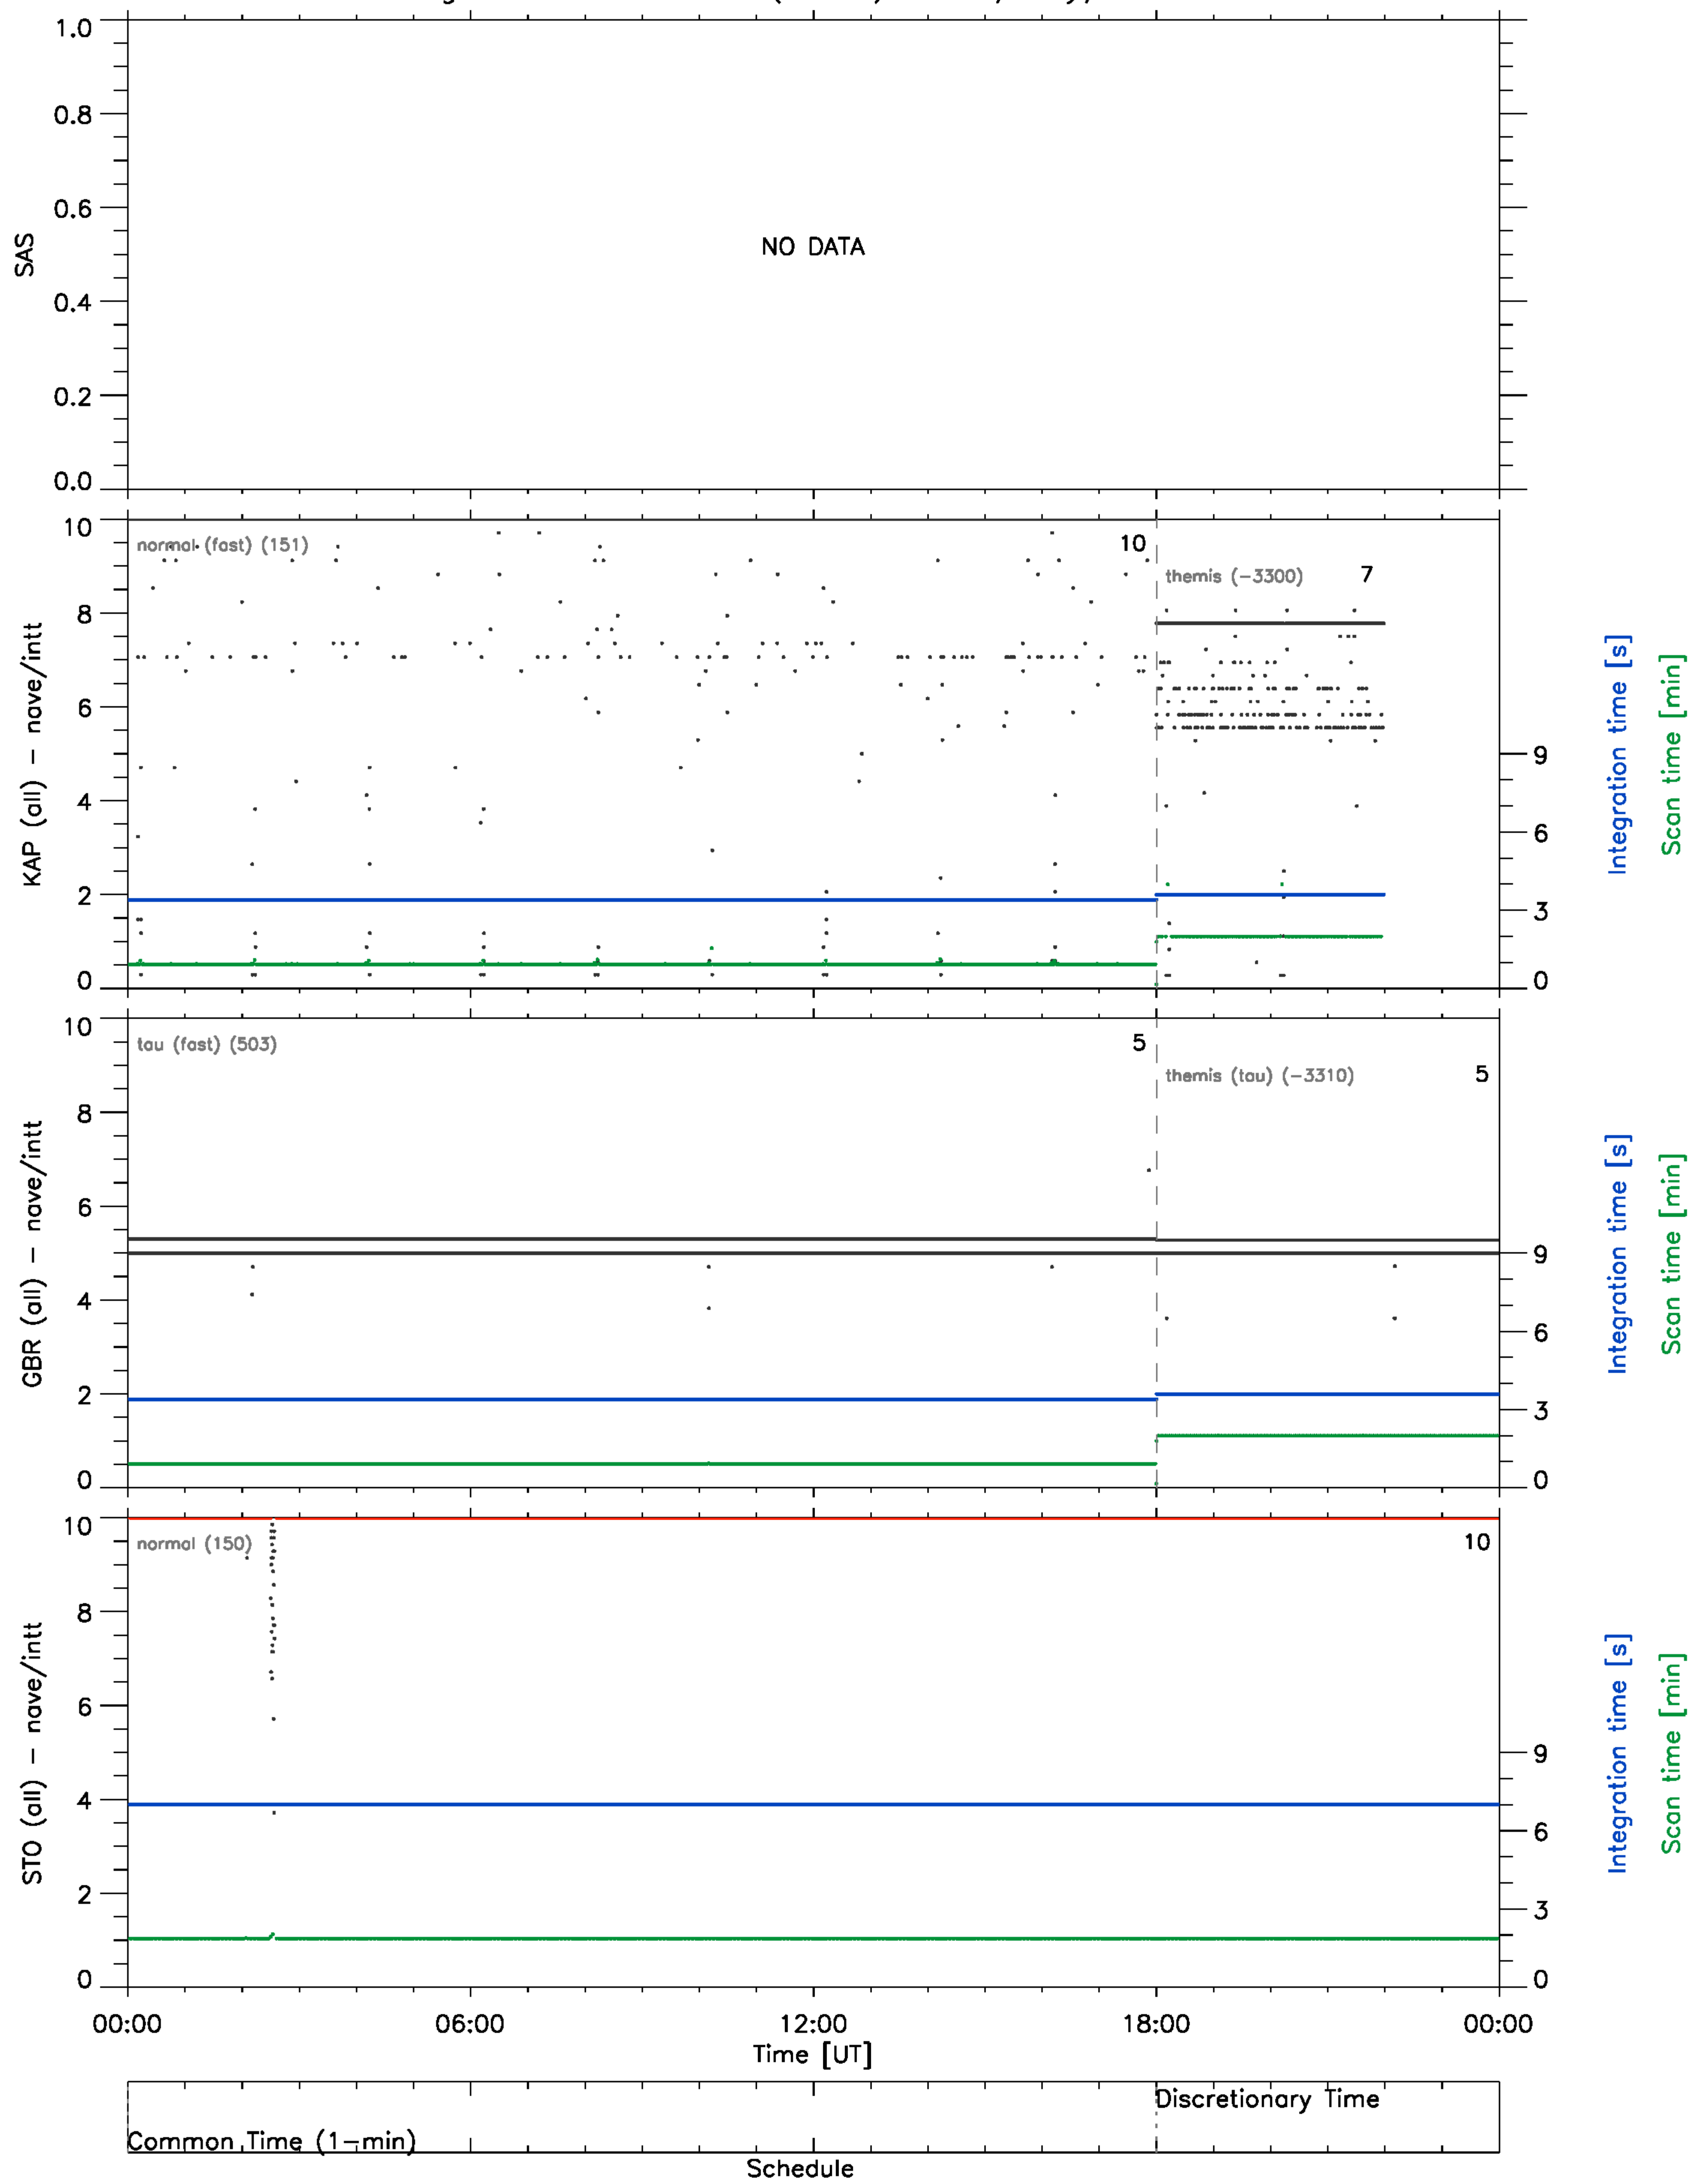 1.0
0.8
0.6
0.4
0.2
0.0
SAS
NO DATA
10
8
6
4
2
0
KAP (all) - nave/intt
normal (fast) (151)
10
themis (-3300)
7
9
6
3
0
Integration time [s]
Scan time [min]
10
8
6
4
2
0
GBR (all) - nave/intt
tau (fast) (503)
5
themis (tau) (-3310)
5
9
6
3
0
Integration time [s]
Scan time [min]
10
8
6
4
2
0
STO (all) - nave/intt
normal (150)
10
9
6
3
0
Integration time [s]
Scan time [min]
00:00 06:00 12:00 18:00 00:00
Time [UT]
Discretionary Time
Common Time (1-min)
Schedule